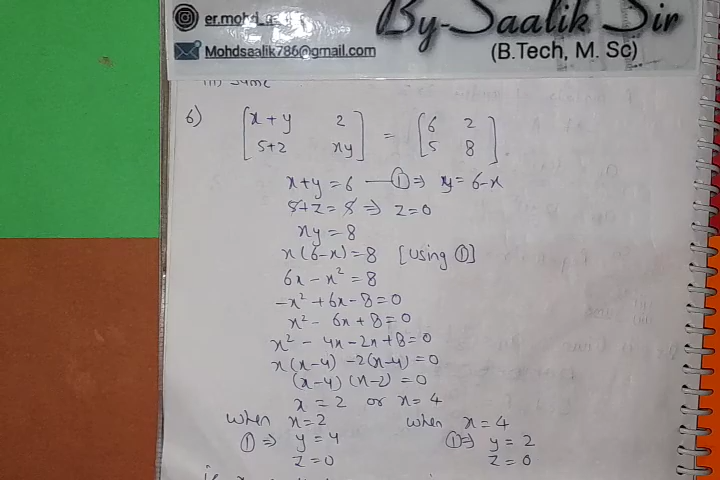 By-Saalik Sir
Mohdsaalik786@gmail.com
(B.Tech, M. Sc)
6) [x+y 2 5+z xy] = [6 2 5 8]
x+y=6 —① ⇒ y=6-x
5+z=5 ⇒ z=0
xy=8
x(6-x)=8 [using ①]
6x-x²=8
-x²+6x-8=0
x²-6x+8=0
x²-4x-2x+8=0
x(x-4)-2(x-4)=0
(x-4)(x-2)=0
x=2 or x=4
when x=2 when x=4
① ⇒ y=4 ① ⇒ y=2
z=0 z=0